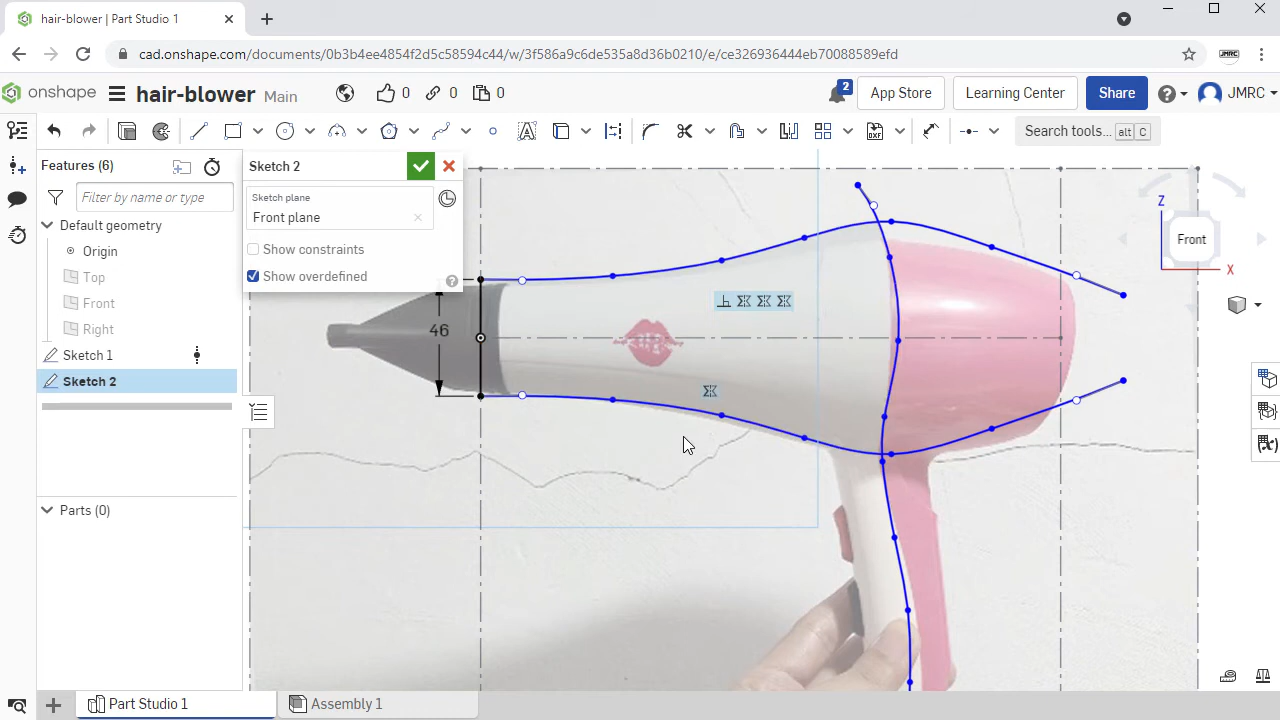 hair-blower | Part Studio 1
cad.onshape.com/documents/0b3b4ee4854f2d5c58594c44/w/3f586a9c6de535a8d36b0210/e/ce326936444eb70088589efd
onshape hair-blower Main 0 0 0 2 App Store Learning Center Share JMRC
Search tools... alt C
Features (6)
Filter by name or type
Default geometry
Origin
Top
Front
Right
Sketch 1
Sketch 2
Parts (0)
Sketch 2
Sketch plane
Front plane
Show constraints
Show overdefined
46
Z
Front
X
Part Studio 1
Assembly 1